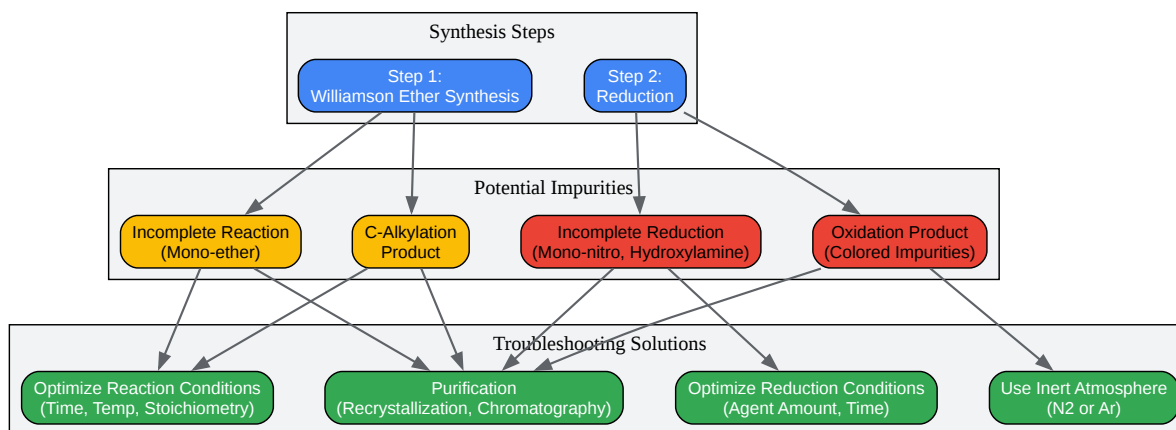 Synthesis Steps
Step 1:
Williamson Ether Synthesis
Step 2:
Reduction
Potential Impurities
Incomplete Reaction
(Mono-ether)
C-Alkylation
Product
Incomplete Reduction
(Mono-nitro, Hydroxylamine)
Oxidation Product
(Colored Impurities)
Troubleshooting Solutions
Optimize Reaction Conditions
(Time, Temp, Stoichiometry)
Purification
(Recrystallization, Chromatography)
Optimize Reduction Conditions
(Agent Amount, Time)
Use Inert Atmosphere
(N2 or Ar)